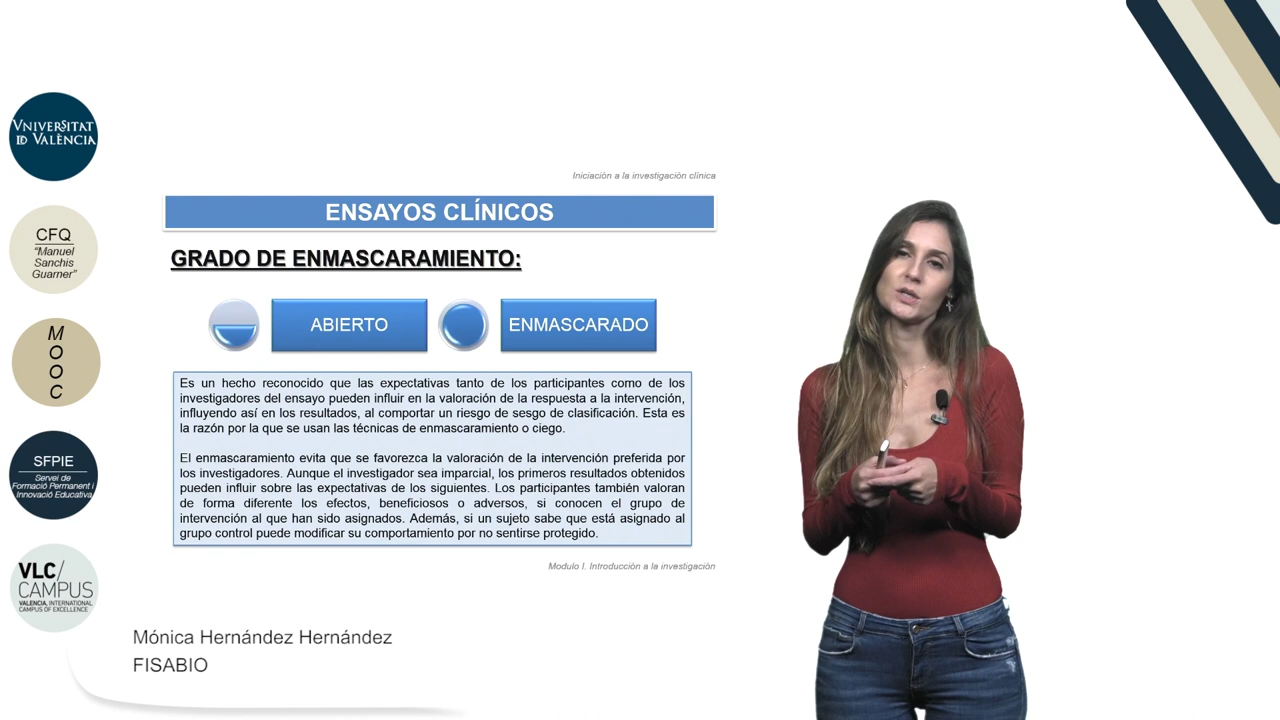 VNIVERSITAT
DE VALÈNCIA
CFQ
"Manuel
Sanchis
Guarner"
M
O
O
C
SFPIE
Servei de
Formació Permanent i
Innovació Educativa
VLC/
CAMPUS
VALENCIA, INTERNATIONAL
CAMPUS OF EXCELLENCE
Iniciación a la investigación clínica
ENSAYOS CLÍNICOS
GRADO DE ENMASCARAMIENTO:
ABIERTO
ENMASCARADO
Es un hecho reconocido que las expectativas tanto de los participantes como de los
investigadores del ensayo pueden influir en la valoración de la respuesta a la intervención,
influyendo así en los resultados, al comportar un riesgo de sesgo de clasificación. Esta es
la razón por la que se usan las técnicas de enmascaramiento o ciego.
El enmascaramiento evita que se favorezca la valoración de la intervención preferida por
los investigadores. Aunque el investigador sea imparcial, los primeros resultados obtenidos
pueden influir sobre las expectativas de los siguientes. Los participantes también valoran
de forma diferente los efectos, beneficiosos o adversos, si conocen el grupo de
intervención al que han sido asignados. Además, si un sujeto sabe que está asignado al
grupo control puede modificar su comportamiento por no sentirse protegido.
Modulo I. Introducción a la investigación
Mónica Hernández Hernández
FISABIO